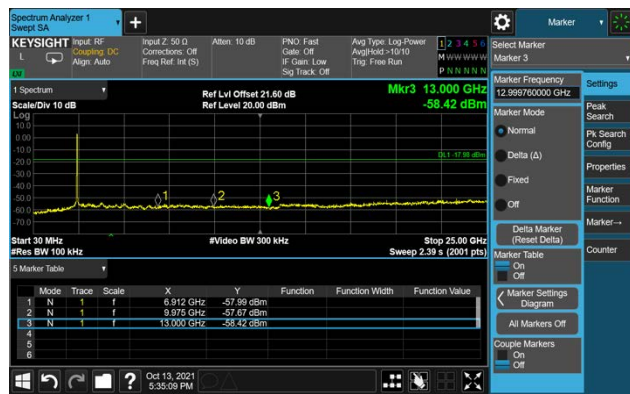 Spectrum Analyzer 1
Swept SA
Marker
KEYSIGHT
L
LV
Input: RF
Coupling: DC
Align: Auto
Input Z: 50 Ω
Corrections: Off
Freq Ref: Int (S)
Atten: 10 dB
PNO: Fast
Gate: Off
IF Gain: Low
Sig Track: Off
Avg Type: Log-Power
Avg|Hold:>10/10
Trig: Free Run
1 2 3 4 5 6
M W W W W W
P N N N N N
Select Marker
Marker 3
1 Spectrum
Scale/Div 10 dB
Log
Ref Lvl Offset 21.60 dB
Ref Level 20.00 dBm
Mkr3 13.000 GHz
-58.42 dBm
10.0
0.00
-10.0
-20.0
-30.0
-40.0
-50.0
-60.0
-70.0
DL1 -17.99 dBm
1
2
3
Start 30 MHz
#Res BW 100 kHz
#Video BW 300 kHz
Stop 25.00 GHz
Sweep 2.39 s (2001 pts)
5 Marker Table
Mode Trace Scale X Y Function Function Width Function Value
1 N 1 f 6.912 GHz -57.99 dBm
2 N 1 f 9.975 GHz -57.67 dBm
3 N 1 f 13.000 GHz -58.42 dBm
4
5
6
Marker Frequency
12.999760000 GHz
Marker Mode
Normal
Delta (Δ)
Fixed
Off
Delta Marker
(Reset Delta)
Marker Table
On
Off
Marker Settings
Diagram
All Markers Off
Couple Markers
On
Off
Settings
Peak
Search
Pk Search
Config
Properties
Marker
Function
Marker→
Counter
?
Oct 13, 2021
5:35:09 PM